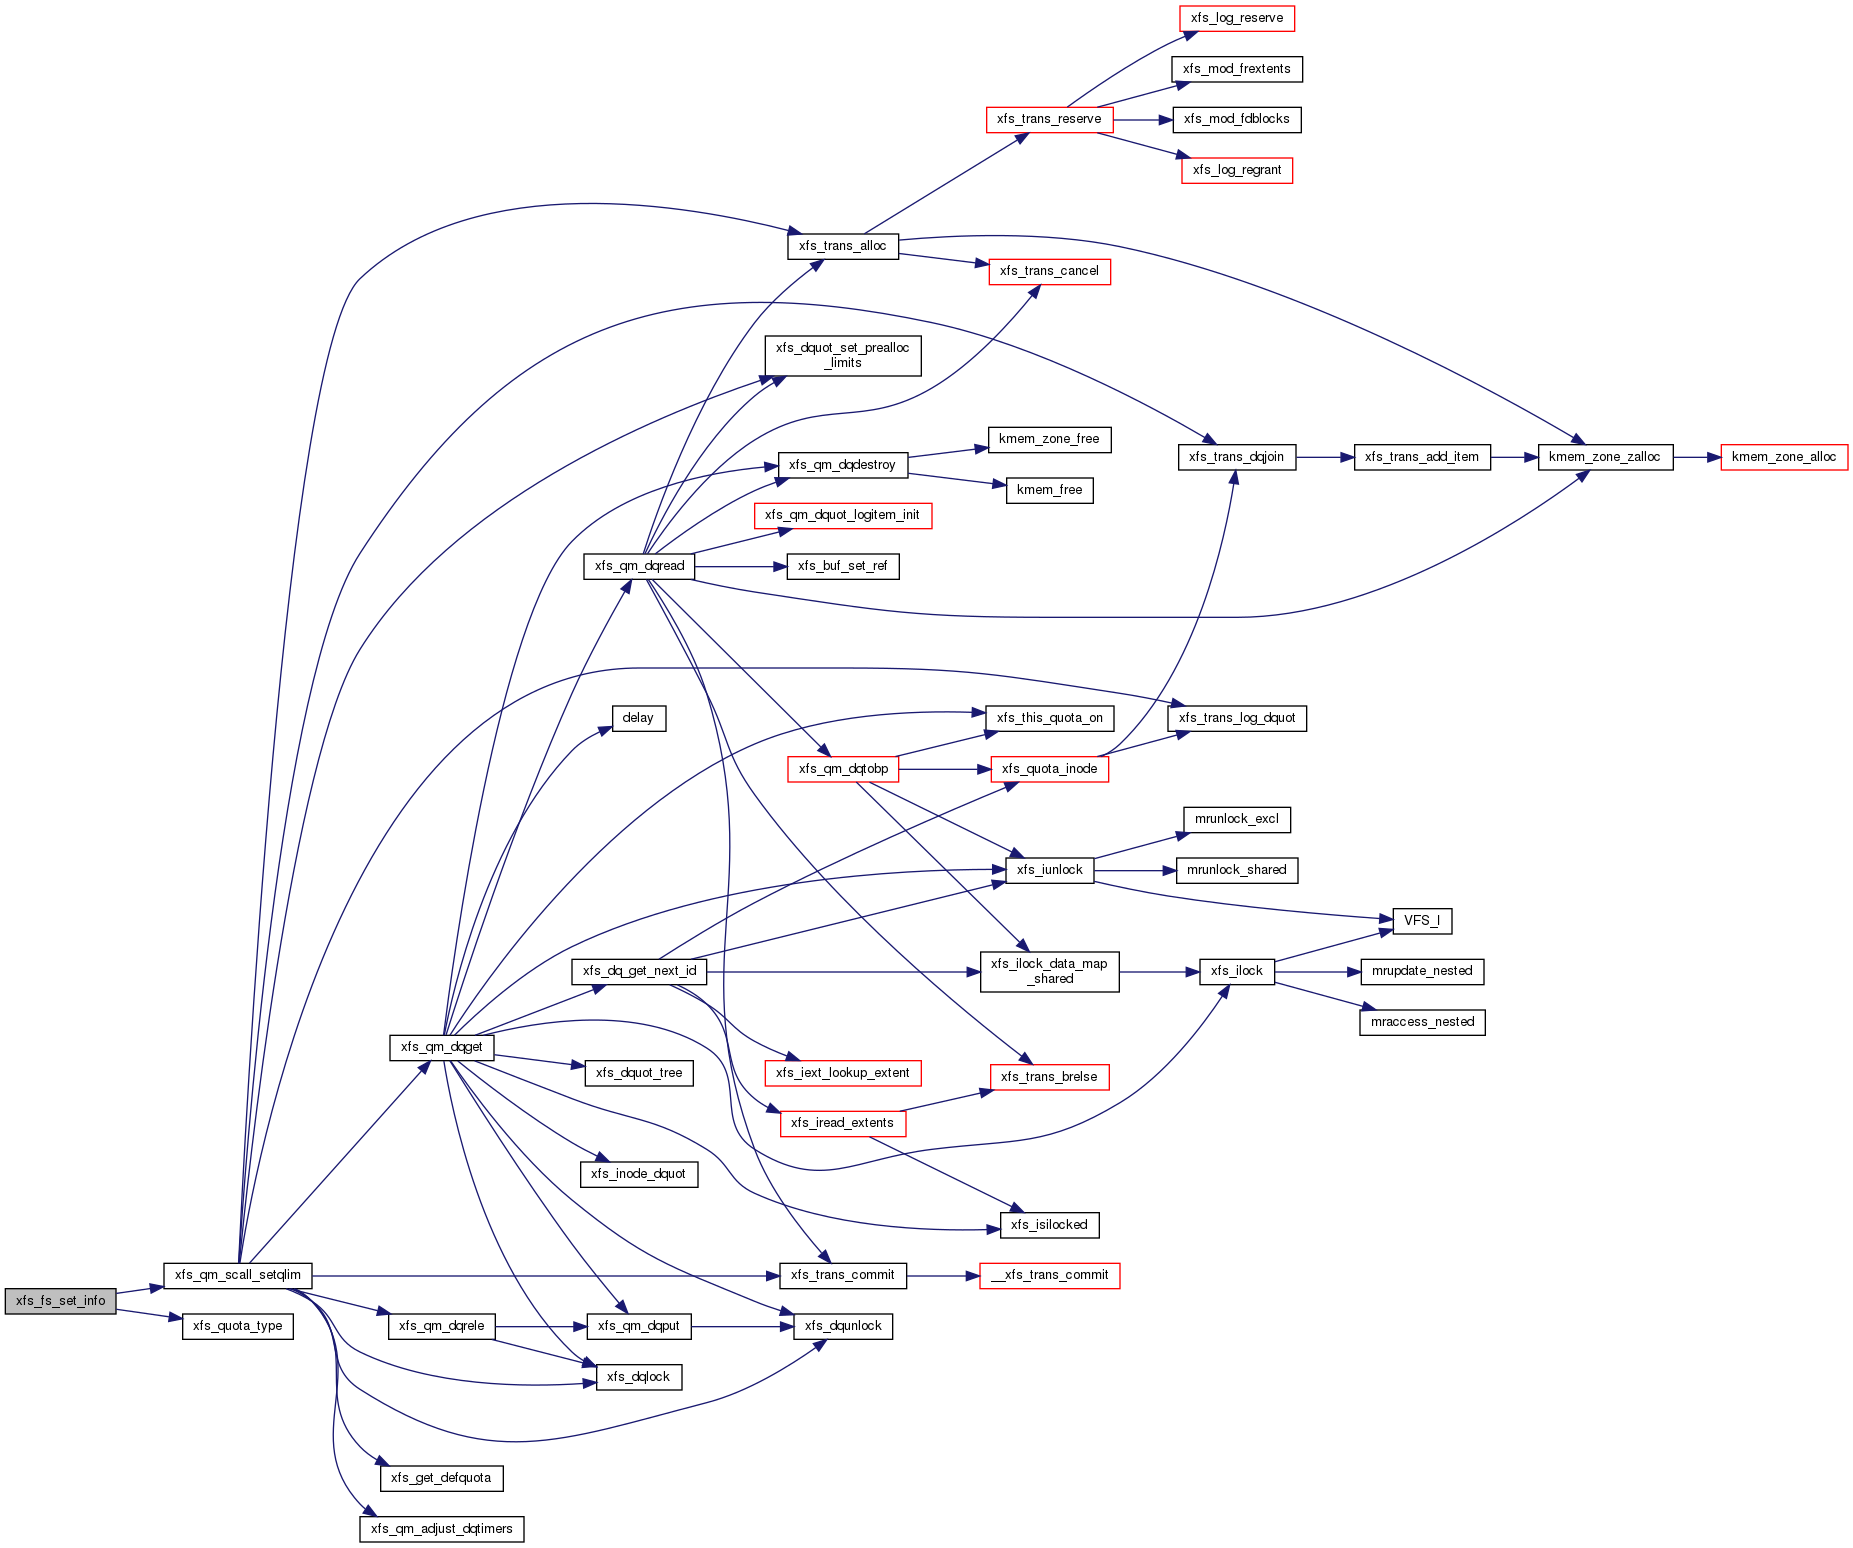 xfs_log_reserve
xfs_mod_frextents
xfs_trans_reserve
xfs_mod_fdblocks
xfs_log_regrant
xfs_trans_alloc
xfs_trans_cancel
xfs_dquot_set_prealloc
_limits
kmem_zone_free
xfs_qm_dqdestroy
xfs_trans_dqjoin
xfs_trans_add_item
kmem_zone_zalloc
kmem_zone_alloc
kmem_free
xfs_qm_dquot_logitem_init
xfs_qm_dqread
xfs_buf_set_ref
delay
xfs_this_quota_on
xfs_trans_log_dquot
xfs_qm_dqtobp
xfs_quota_inode
mrunlock_excl
xfs_iunlock
mrunlock_shared
VFS_I
xfs_dq_get_next_id
xfs_ilock_data_map
_shared
xfs_ilock
mrupdate_nested
mraccess_nested
xfs_qm_dqget
xfs_dquot_tree
xfs_iext_lookup_extent
xfs_trans_brelse
xfs_iread_extents
xfs_inode_dquot
xfs_isilocked
xfs_qm_scall_setqlim
xfs_trans_commit
__xfs_trans_commit
xfs_fs_set_info
xfs_quota_type
xfs_qm_dqrele
xfs_qm_dqput
xfs_dqunlock
xfs_dqlock
xfs_get_defquota
xfs_qm_adjust_dqtimers